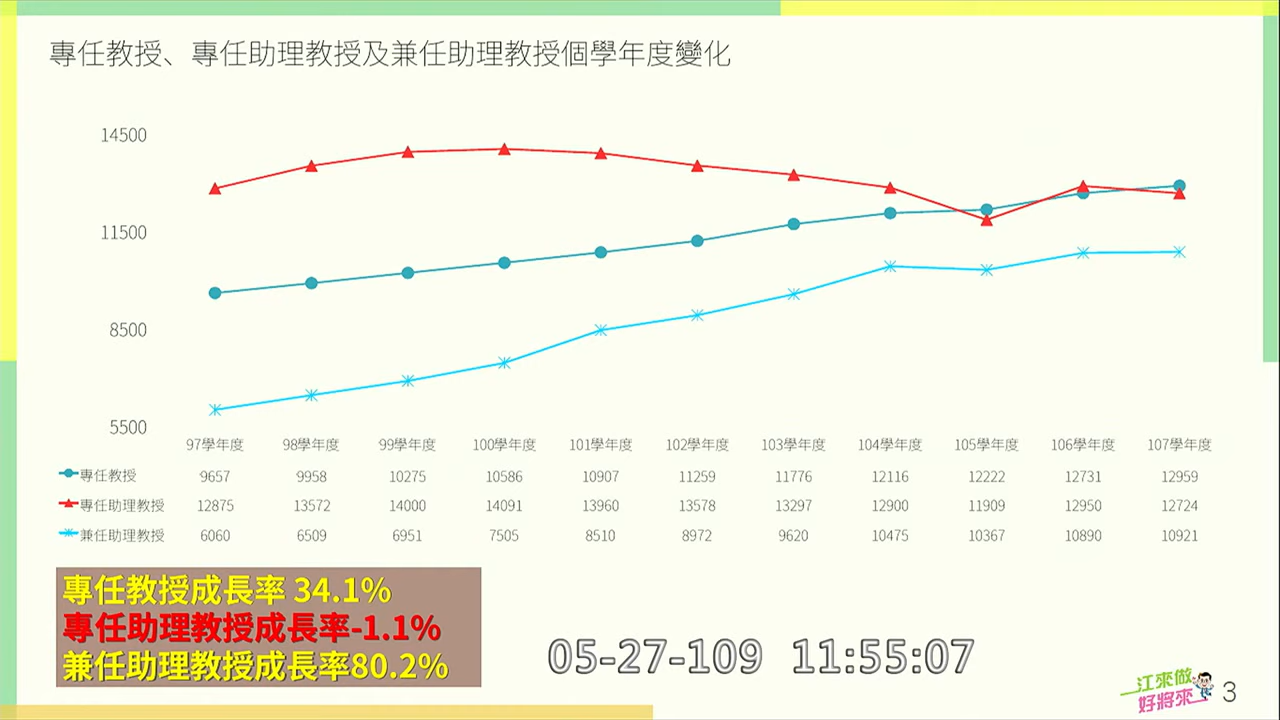 專任教授、專任助理教授及兼任助理教授個學年度變化
14500
11500
8500
5500
97學年度 98學年度 99學年度 100學年度 101學年度 102學年度 103學年度 104學年度 105學年度 106學年度 107學年度
專任教授 9657 9958 10275 10586 10907 11259 11776 12116 12222 12731 12959
專任助理教授 12875 13572 14000 14091 13960 13578 13297 12900 11909 12950 12724
兼任助理教授 6060 6509 6951 7505 8510 8972 9620 10475 10367 10890 10921
專任教授成長率 34.1%
專任助理教授成長率-1.1%
兼任助理教授成長率80.2%
05-27-109 11:55:07
江來做
好將來
3